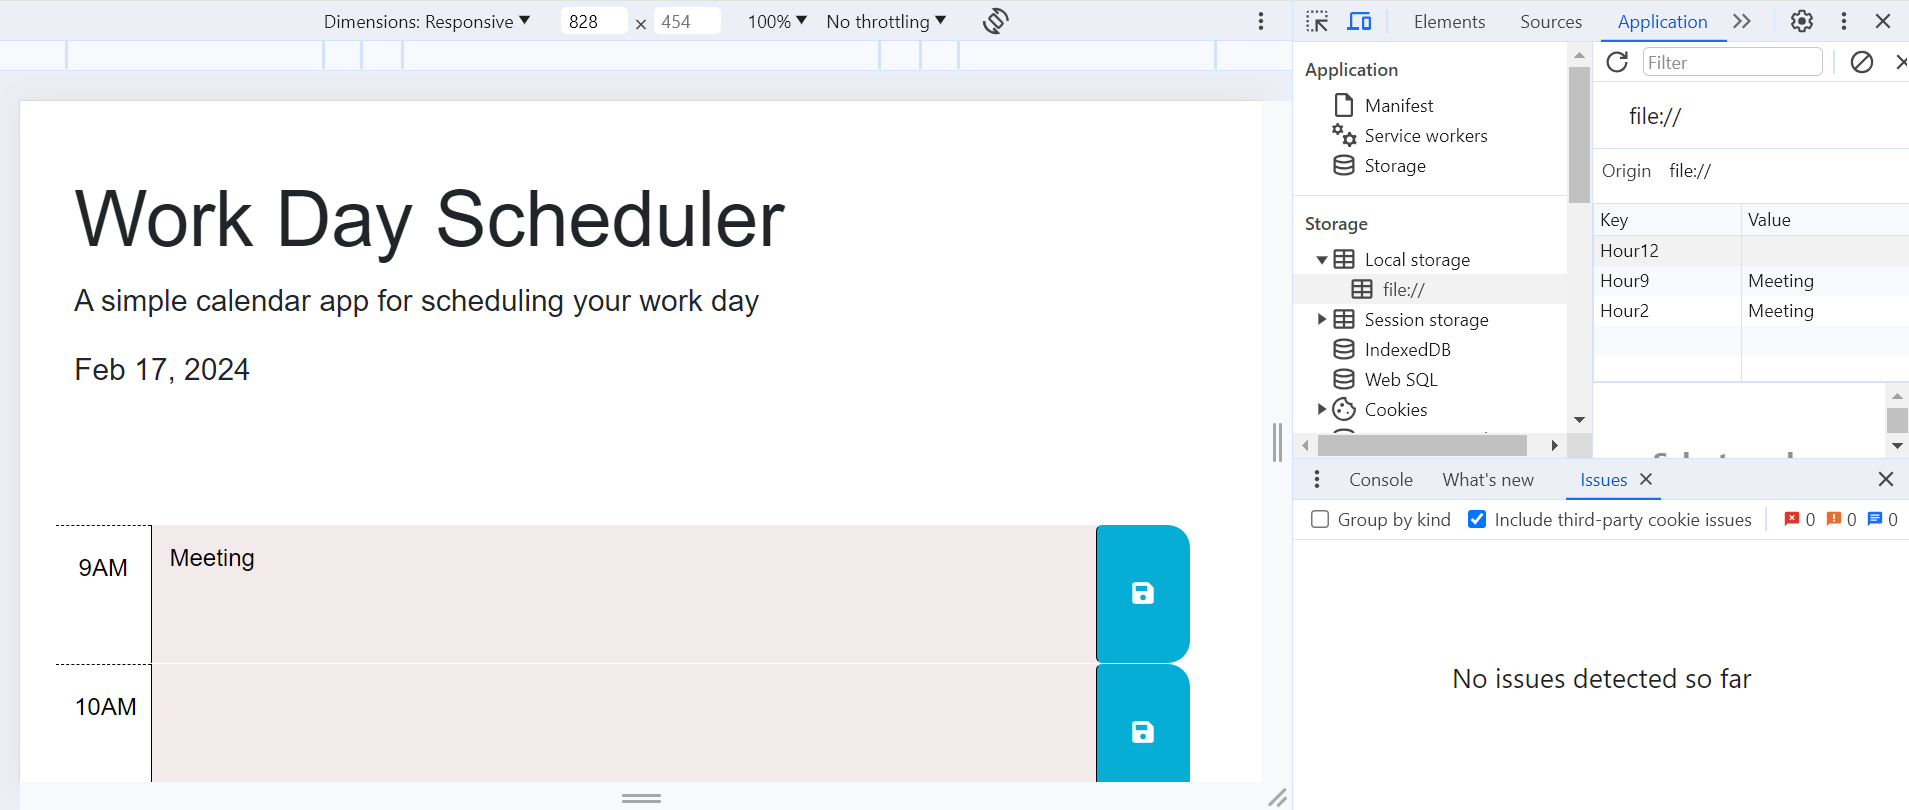 Dimensions: Responsive 828 × 454 100% No throttling
Work Day Scheduler
A simple calendar app for scheduling your work day
Feb 17, 2024
9AM Meeting
10AM
Elements Sources Application
Application
Manifest
Service workers
Storage
Storage
Local storage
file://
Session storage
IndexedDB
Web SQL
Cookies
Filter
file://
Origin file://
Key Value
Hour12
Hour9 Meeting
Hour2 Meeting
Console What's new Issues
Group by kind Include third-party cookie issues 0 0 0
No issues detected so far